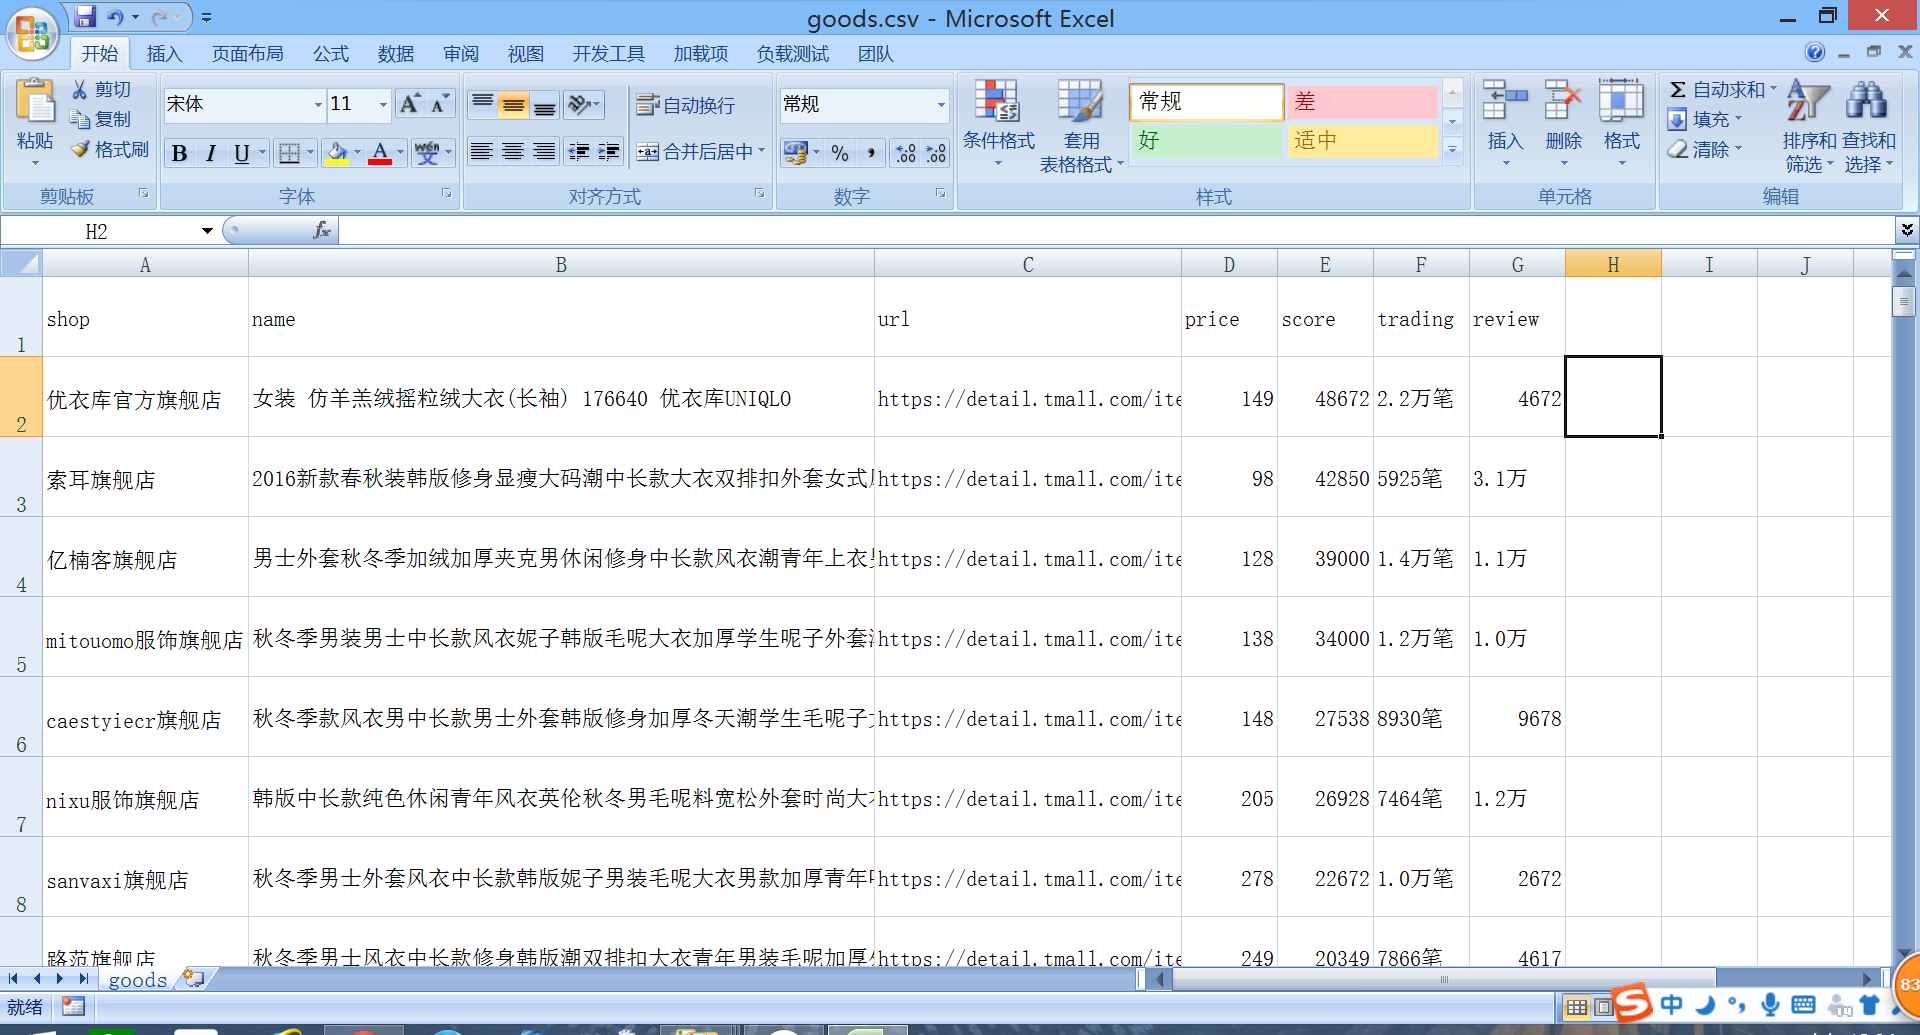 goods.csv - Microsoft Excel
开始 插入 页面布局 公式 数据 审阅 视图 开发工具 加载项 负载测试 团队
粘贴 剪切 复制 格式刷 剪贴板
宋体 11 B I U wén A 字体
自动换行 合并后居中 对齐方式
常规 % , .00 .00 数字
条件格式 套用 表格格式 常规 差 好 适中 样式
插入 删除 格式 单元格
Σ 自动求和 填充 清除 排序和 筛选 查找和 选择 编辑
H2 fx
A B C D E F G H I J
1 shop name url price score trading review
2 优衣库官方旗舰店 女装 仿羊羔绒摇粒绒大衣(长袖) 176640 优衣库UNIQLO https://detail.tmall.com/ite 149 48672 2.2万笔 4672
3 索耳旗舰店 2016新款春秋装韩版修身显瘦大码潮中长款大衣双排扣外套女式 https://detail.tmall.com/ite 98 42850 5925笔 3.1万
4 亿楠客旗舰店 男士外套秋冬季加绒加厚夹克男休闲修身中长款风衣潮青年上衣 https://detail.tmall.com/ite 128 39000 1.4万笔 1.1万
5 mitouomo服饰旗舰店 秋冬季男装男士中长款风衣妮子韩版毛呢大衣加厚学生呢子外套 https://detail.tmall.com/ite 138 34000 1.2万笔 1.0万
6 caestyiecr旗舰店 秋冬季款风衣男中长款男士外套韩版修身加厚冬天潮学生毛呢子 https://detail.tmall.com/ite 148 27538 8930笔 9678
7 nixu服饰旗舰店 韩版中长款纯色休闲青年风衣英伦秋冬男毛呢料宽松外套时尚大 https://detail.tmall.com/ite 205 26928 7464笔 1.2万
8 sanvaxi旗舰店 秋冬季男士外套风衣中长款韩版妮子男装毛呢大衣男款加厚青年 https://detail.tmall.com/ite 278 22672 1.0万笔 2672
路范旗舰店 秋冬季男士风衣中长款修身韩版潮双排扣大衣青年男装毛呢加厚 https://detail.tmall.com/ite 249 20349 7866笔 4617
goods
就绪 中 83